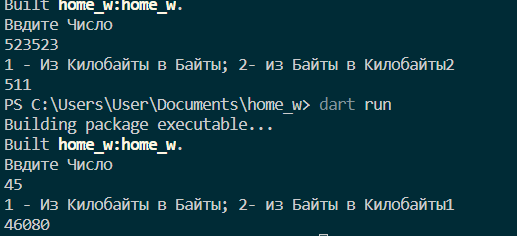 Built home_w:home_w.
Ввдите Число
523523
1 - Из Килобайты в Байты; 2- из Байты в Килобайты2
511
PS C:\Users\User\Documents\home_w> dart run
Building package executable...
Built home_w:home_w.
Ввдите Число
45
1 - Из Килобайты в Байты; 2- из Байты в Килобайты1
46080